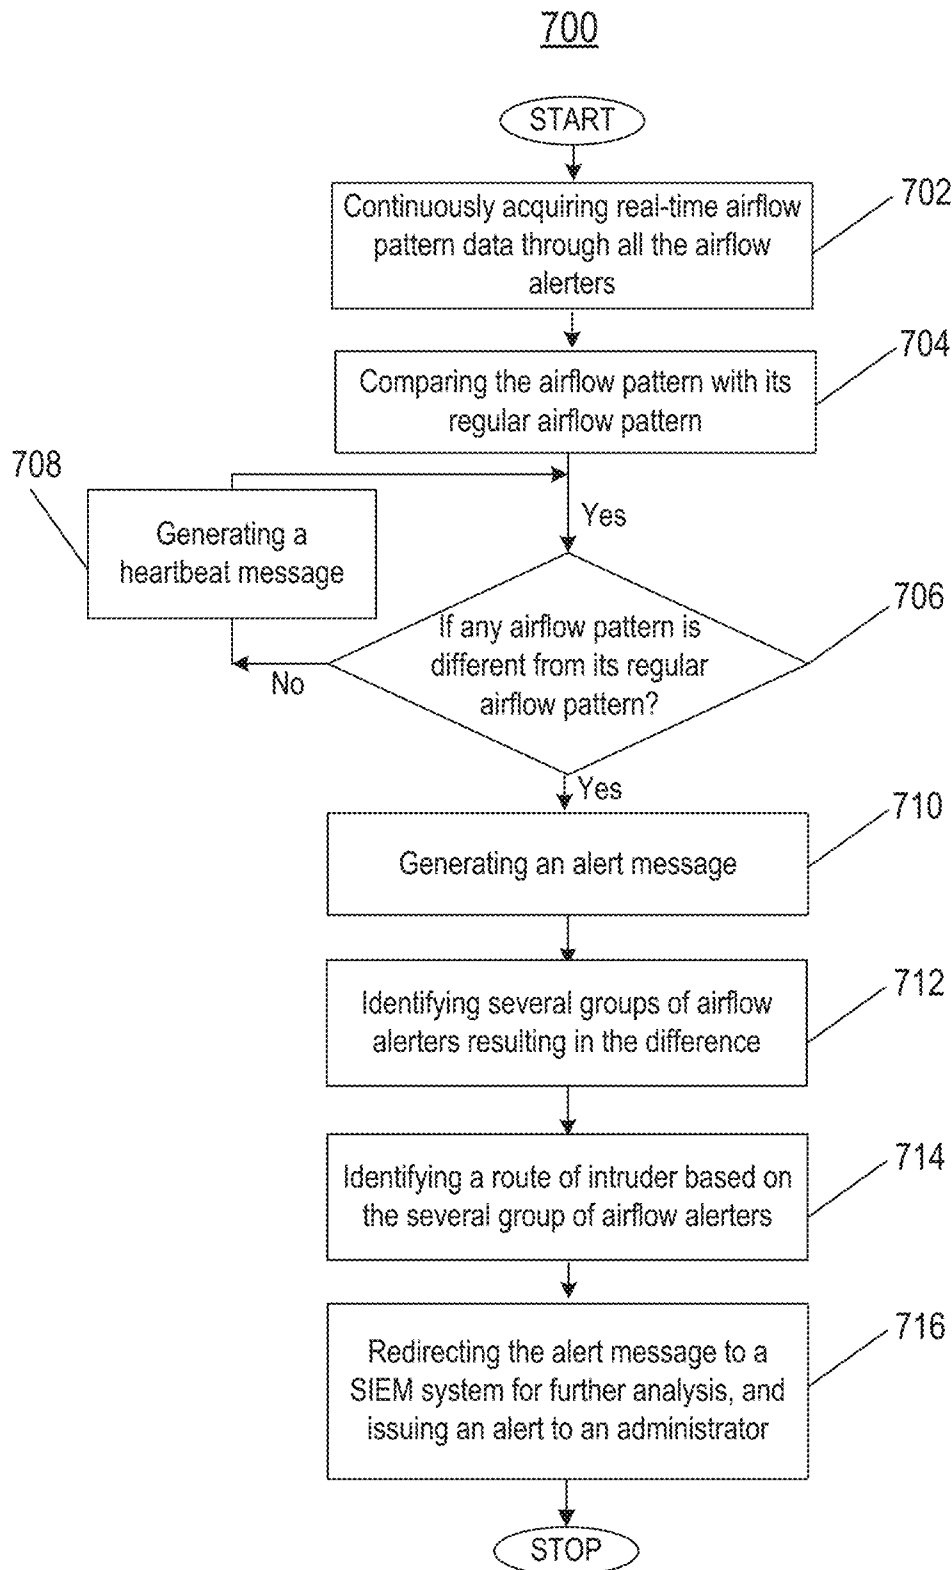 700
START
Continuously acquiring real-time airflow
pattern data through all the airflow
alerters
702
Comparing the airflow pattern with its
regular airflow pattern
704
708
Generating a
heartbeat message
Yes
If any airflow pattern is
different from its regular
airflow pattern?
706
No
Yes
Generating an alert message
710
Identifying several groups of airflow
alerters resulting in the difference
712
Identifying a route of intruder based on
the several group of airflow alerters
714
Redirecting the alert message to a
SIEM system for further analysis, and
issuing an alert to an administrator
716
STOP